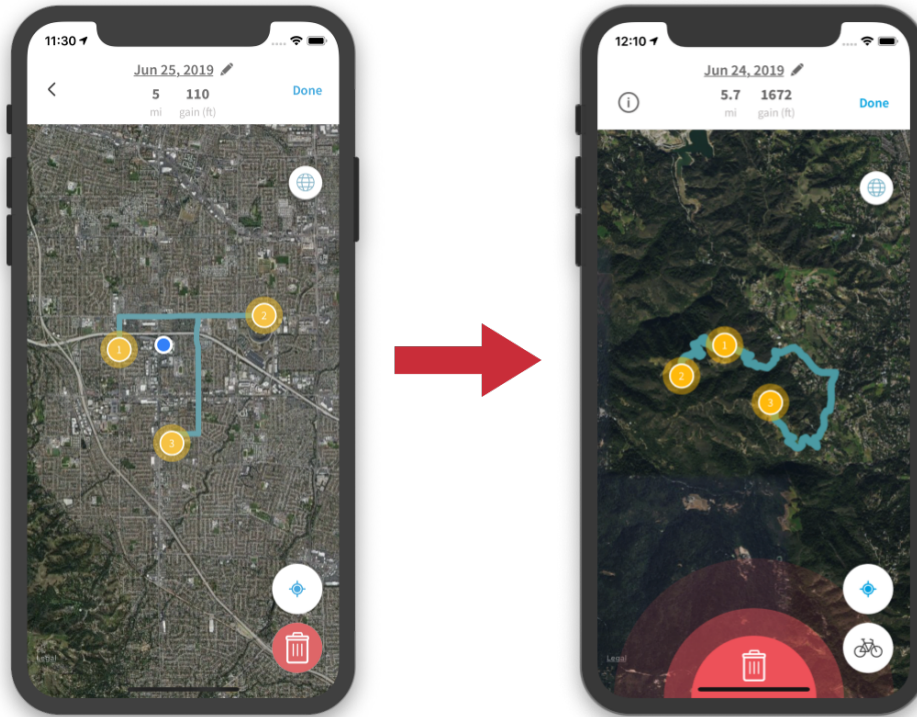 11:30
Jun 25, 2019
5 110
mi gain (ft)
Done
1
2
3
Legal
12:10
Jun 24, 2019
5.7 1672
mi gain (ft)
Done
1
2
3
Legal